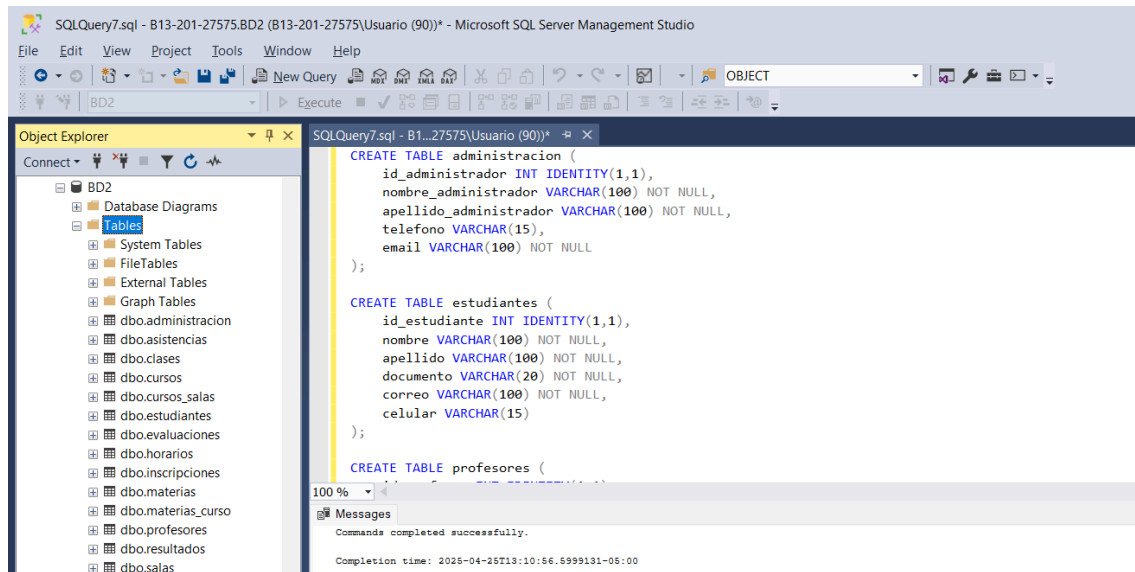 SQLQuery7.sql - B13-201-27575.BD2 (B13-201-27575\Usuario (90))* - Microsoft SQL Server Management Studio
File Edit View Project Tools Window Help
New Query MDX DMX XMLA DAX OBJECT
BD2 Execute
Object Explorer
Connect
BD2
Database Diagrams
Tables
System Tables
FileTables
External Tables
Graph Tables
dbo.administracion
dbo.asistencias
dbo.clases
dbo.cursos
dbo.cursos_salas
dbo.estudiantes
dbo.evaluaciones
dbo.horarios
dbo.inscripciones
dbo.materias
dbo.materias_curso
dbo.profesores
dbo.resultados
dbo.salas
SQLQuery7.sql - B1...27575\Usuario (90))*
CREATE TABLE administracion (
id_administrador INT IDENTITY(1,1),
nombre_administrador VARCHAR(100) NOT NULL,
apellido_administrador VARCHAR(100) NOT NULL,
telefono VARCHAR(15),
email VARCHAR(100) NOT NULL
);
CREATE TABLE estudiantes (
id_estudiante INT IDENTITY(1,1),
nombre VARCHAR(100) NOT NULL,
apellido VARCHAR(100) NOT NULL,
documento VARCHAR(20) NOT NULL,
correo VARCHAR(100) NOT NULL,
celular VARCHAR(15)
);
CREATE TABLE profesores (
100 %
Messages
Commands completed successfully.
Completion time: 2025-04-25T13:10:56.5999131-05:00